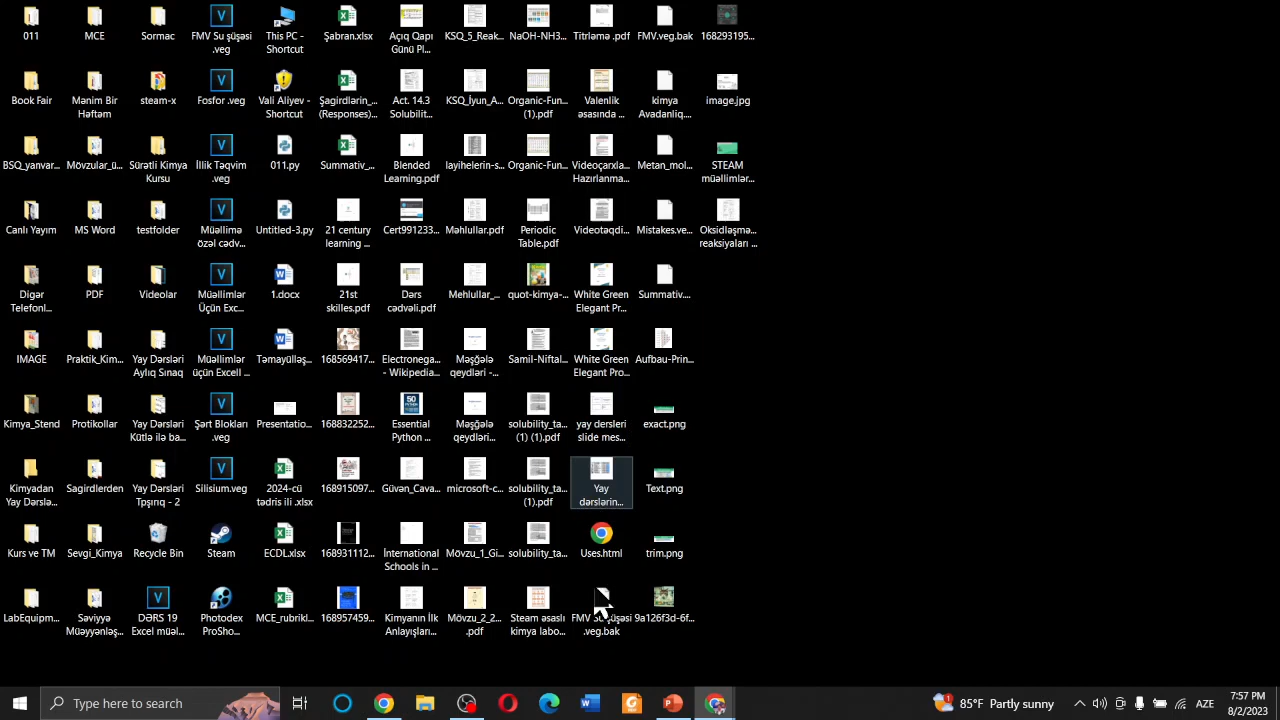 011
MCE
Sormac
FMV Su şüşəsi
.veg
This PC -
Shortcut
Şabran.xlsx
Açıq Qapı
Günü Pl...
KSQ_5_Reak...
NaOH-NH3...
Titrləmə .pdf
FMV.veg.bak
168293195...
Book Fair
Mənim Bir
Həftəm
steam-v
Fosfor .veg
Vali Aliyev -
Shortcut
Şagirdlərin_...
(Responses)...
Act. 14.3
Solubilit...
KSQ_İyun_A...
Organic-Fun...
(1).pdf
Valenlik
əsasında ...
kimya
Avadanlıq....
image.jpg
BSQ_yanvar...
Mövzular_ü...
Sürətli Kimya
Kursu
İllik Təqvim
.veg
011.py
Summativ_...
Blended
Learning.pdf
layihelerin-s...
Organic-Fun...
Videoçarxla...
Hazırlanma...
Metan_mol...
STEAM
müəllimlər...
Canlı Yayım
MS Word
testfolder
Müəllimə
özəl cədv...
Untitled-3.py
21 century
learning ...
Cert991233...
Məhlullar.pdf
Periodic
Table.pdf
Videotəqdi...
Mistakes.ve...
Oksidləşmə...
reaksiyaları ...
Digər
Telefonl...
PDF
Videolar
Müəllimlər
Üçün Exc...
1.docx
21st
skilles.pdf
Dərs
cədvəli.pdf
Mehlullar_...
quot-kimya-...
White Green
Elegant Pr...
Summativ....
IMAGE
Praktik_Kim...
Yay Dərsləri
Aylıq Sınaq
Müəllimlər
üçün Excell ...
Təmayülləş...
168569417...
Electronega...
- Wikipedia...
Məşğələ
qeydləri -...
Samil-Niftal...
White Green
Elegant Pro...
Aufbau-Prin...
Kimya_Stend
Protikollar
Yay Dərsləri
Kütlə ilə ba...
Şərt Blokları
.veg
Presentatio...
168832252...
Essential
Python ...
Məşğələ
qeydləri...
solubility_ta...
(1) (1).pdf
yay dersleri
slide mes...
exact.png
Kimyadan
Yay Dərslə...
Sagirdlerden
Yay Dərsləri
Tpşırıq - 2
Silisium.veg
2024-cü
tədris ili .xlsx
168915097...
Güvən_Cava...
microsoft-c...
solubility_ta...
(1).pdf
Yay
dərslərin...
Text.png
Kurs ve TM
Sevgi_Kimya
Recycle Bin
Steam
ECDL.xlsx
168931112...
İnternational
Schools in ...
Mövzu_1_Gi...
solubility_ta...
Uses.html
trim.png
LabEquipm...
Səviyyə
Müəyyənləş...
DƏRS 19
Excel müəl...
Photodex
ProSho...
MCE_rubrikl...
168957459...
Kimyanın İlk
Anlayışları...
Mövzu_2_2...
.pdf
Steam əsaslı
kimya labo...
FMV Su şüşəsi
.veg.bak
9a126f3d-6f...
Type here to search
85°F Partly sunny
AZE
7:57 PM
8/2/2023